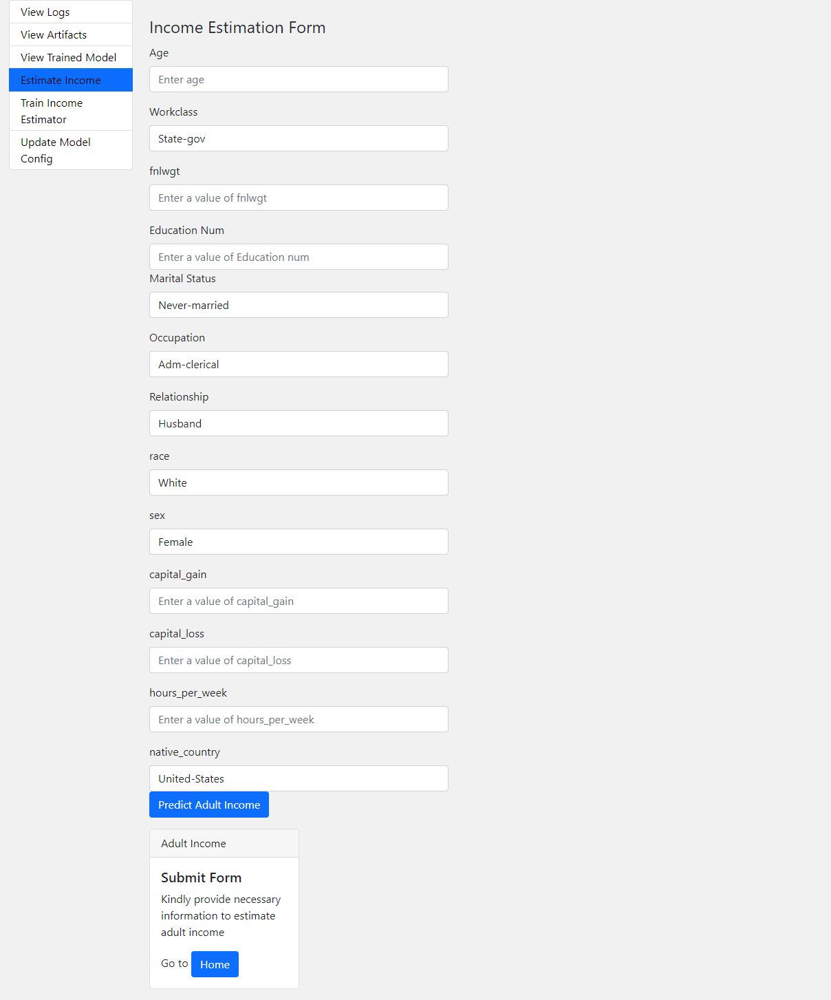 View Logs
View Artifacts
View Trained Model
Estimate Income
Train Income
Estimator
Update Model
Config
Income Estimation Form
Age
Enter age
Workclass
State-gov
fnlwgt
Enter a value of fnlwgt
Education Num
Enter a value of Education num
Marital Status
Never-married
Occupation
Adm-clerical
Relationship
Husband
race
White
sex
Female
capital_gain
Enter a value of capital_gain
capital_loss
Enter a value of capital_loss
hours_per_week
Enter a value of hours_per_week
native_country
United-States
Predict Adult Income
Adult Income
Submit Form
Kindly provide necessary
information to estimate
adult income
Go to Home